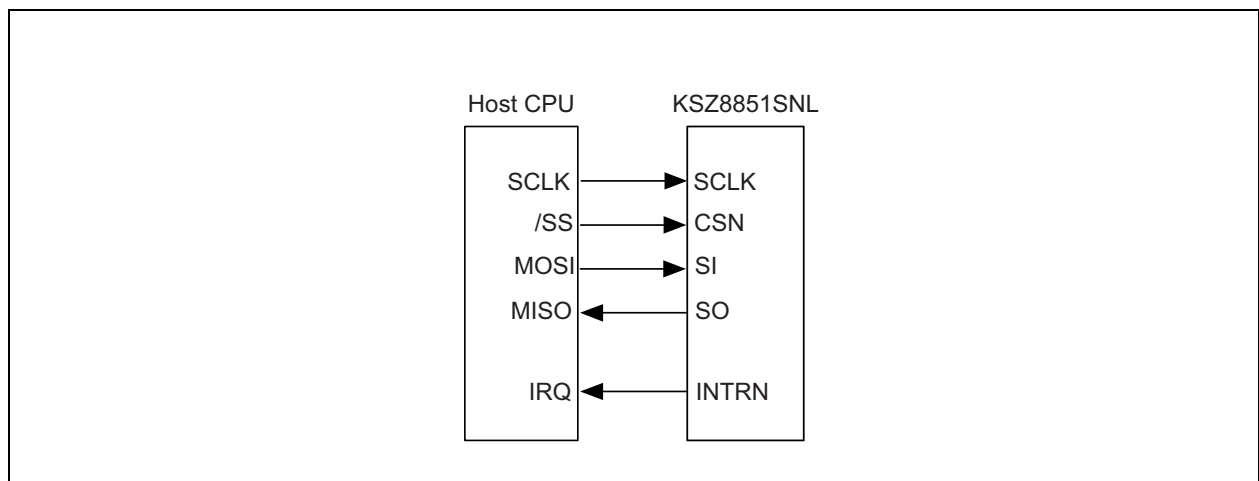 Host CPU KSZ8851SNL
SCLK SCLK
/SS CSN
MOSI SI
MISO SO
IRQ INTRN